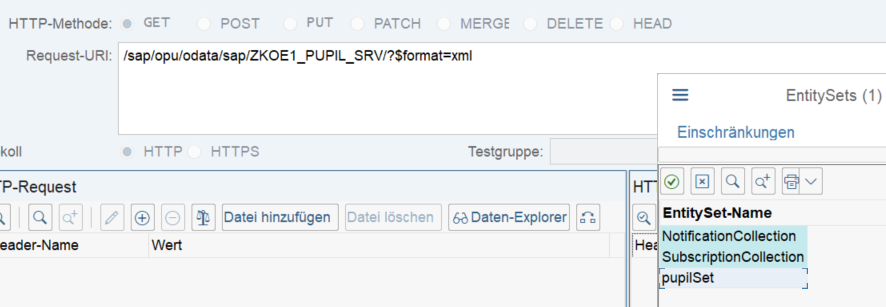 HTTP-Methode: GET POST PUT PATCH MERGE DELETE HEAD
Request-URI: /sap/opu/odata/sap/ZKOE1_PUPIL_SRV/?$format=xml
EntitySets (1)
Einschränkungen
koll HTTP HTTPS Testgruppe:
P-Request
HT
Datei hinzufügen Datei löschen Daten-Explorer
EntitySet-Name
eader-Name Wert
Hea
NotificationCollection
SubscriptionCollection
pupilSet